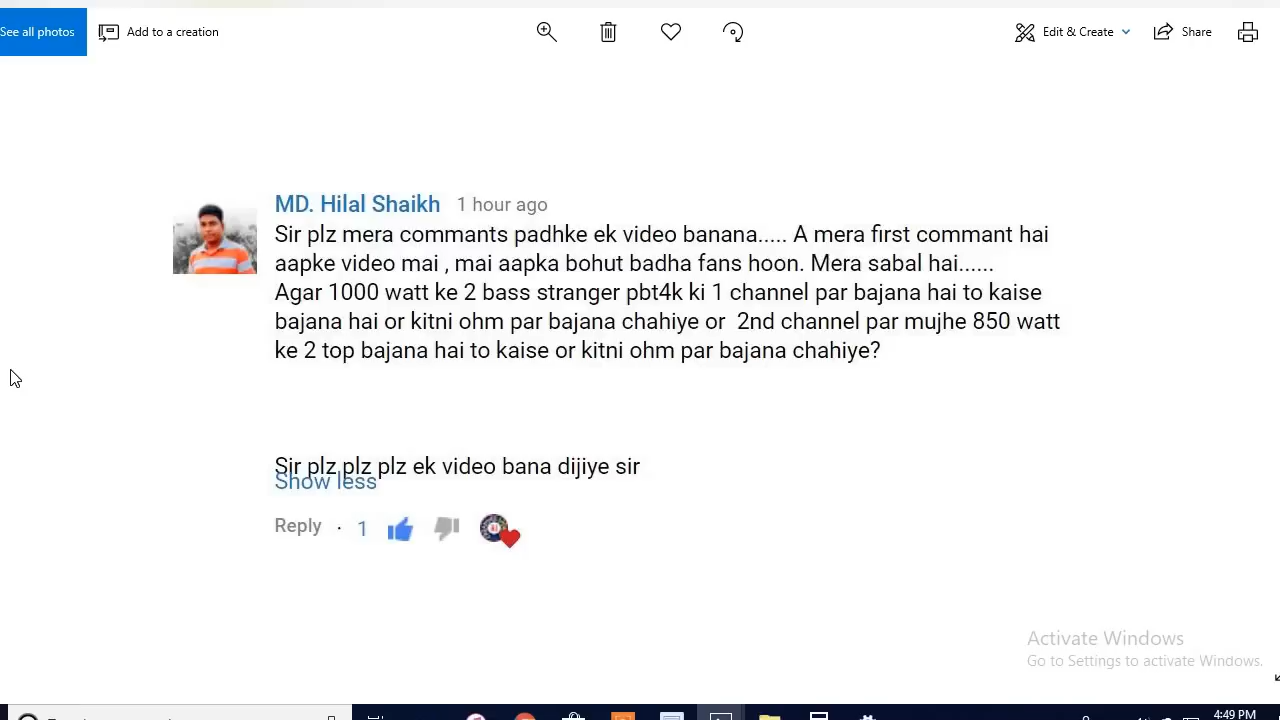 See all photos
Add to a creation
Edit & Create
Share
MD. Hilal Shaikh 1 hour ago
Sir plz mera commants padhke ek video banana..... A mera first commant hai
aapke video mai , mai aapka bohut badha fans hoon. Mera sabal hai......
Agar 1000 watt ke 2 bass stranger pbt4k ki 1 channel par bajana hai to kaise
bajana hai or kitni ohm par bajana chahiye or 2nd channel par mujhe 850 watt
ke 2 top bajana hai to kaise or kitni ohm par bajana chahiye?
Sir plz plz plz ek video bana dijiye sir
Show less
Reply · 1
Activate Windows
Go to Settings to activate Windows.
4:49 PM